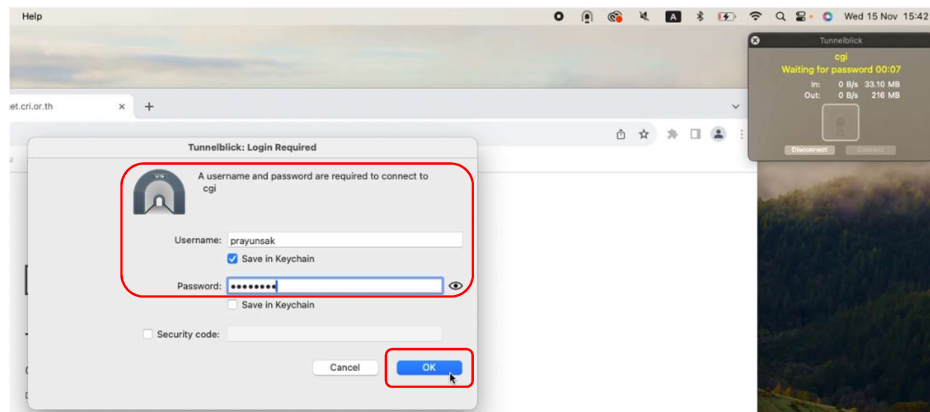 Help
A
Wed 15 Nov 15:42
Tunnelblick
cgi
Waiting for password 00:07
In: 0 B/s 33.10 MB
Out: 0 B/s 216 MB
Disconnect Connect
et.cri.or.th
Tunnelblick: Login Required
A username and password are required to connect to
cgi
Username: prayunsak
Save in Keychain
Password: ••••••••
Save in Keychain
Security code:
Cancel OK